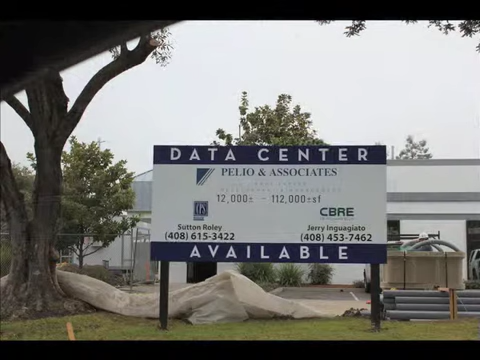 DATA CENTER
PELIO & ASSOCIATES
12,000± - 112,000±sf
CBRE
Sutton Roley
(408) 615-3422
Jerry Inguagiato
(408) 453-7462
AVAILABLE